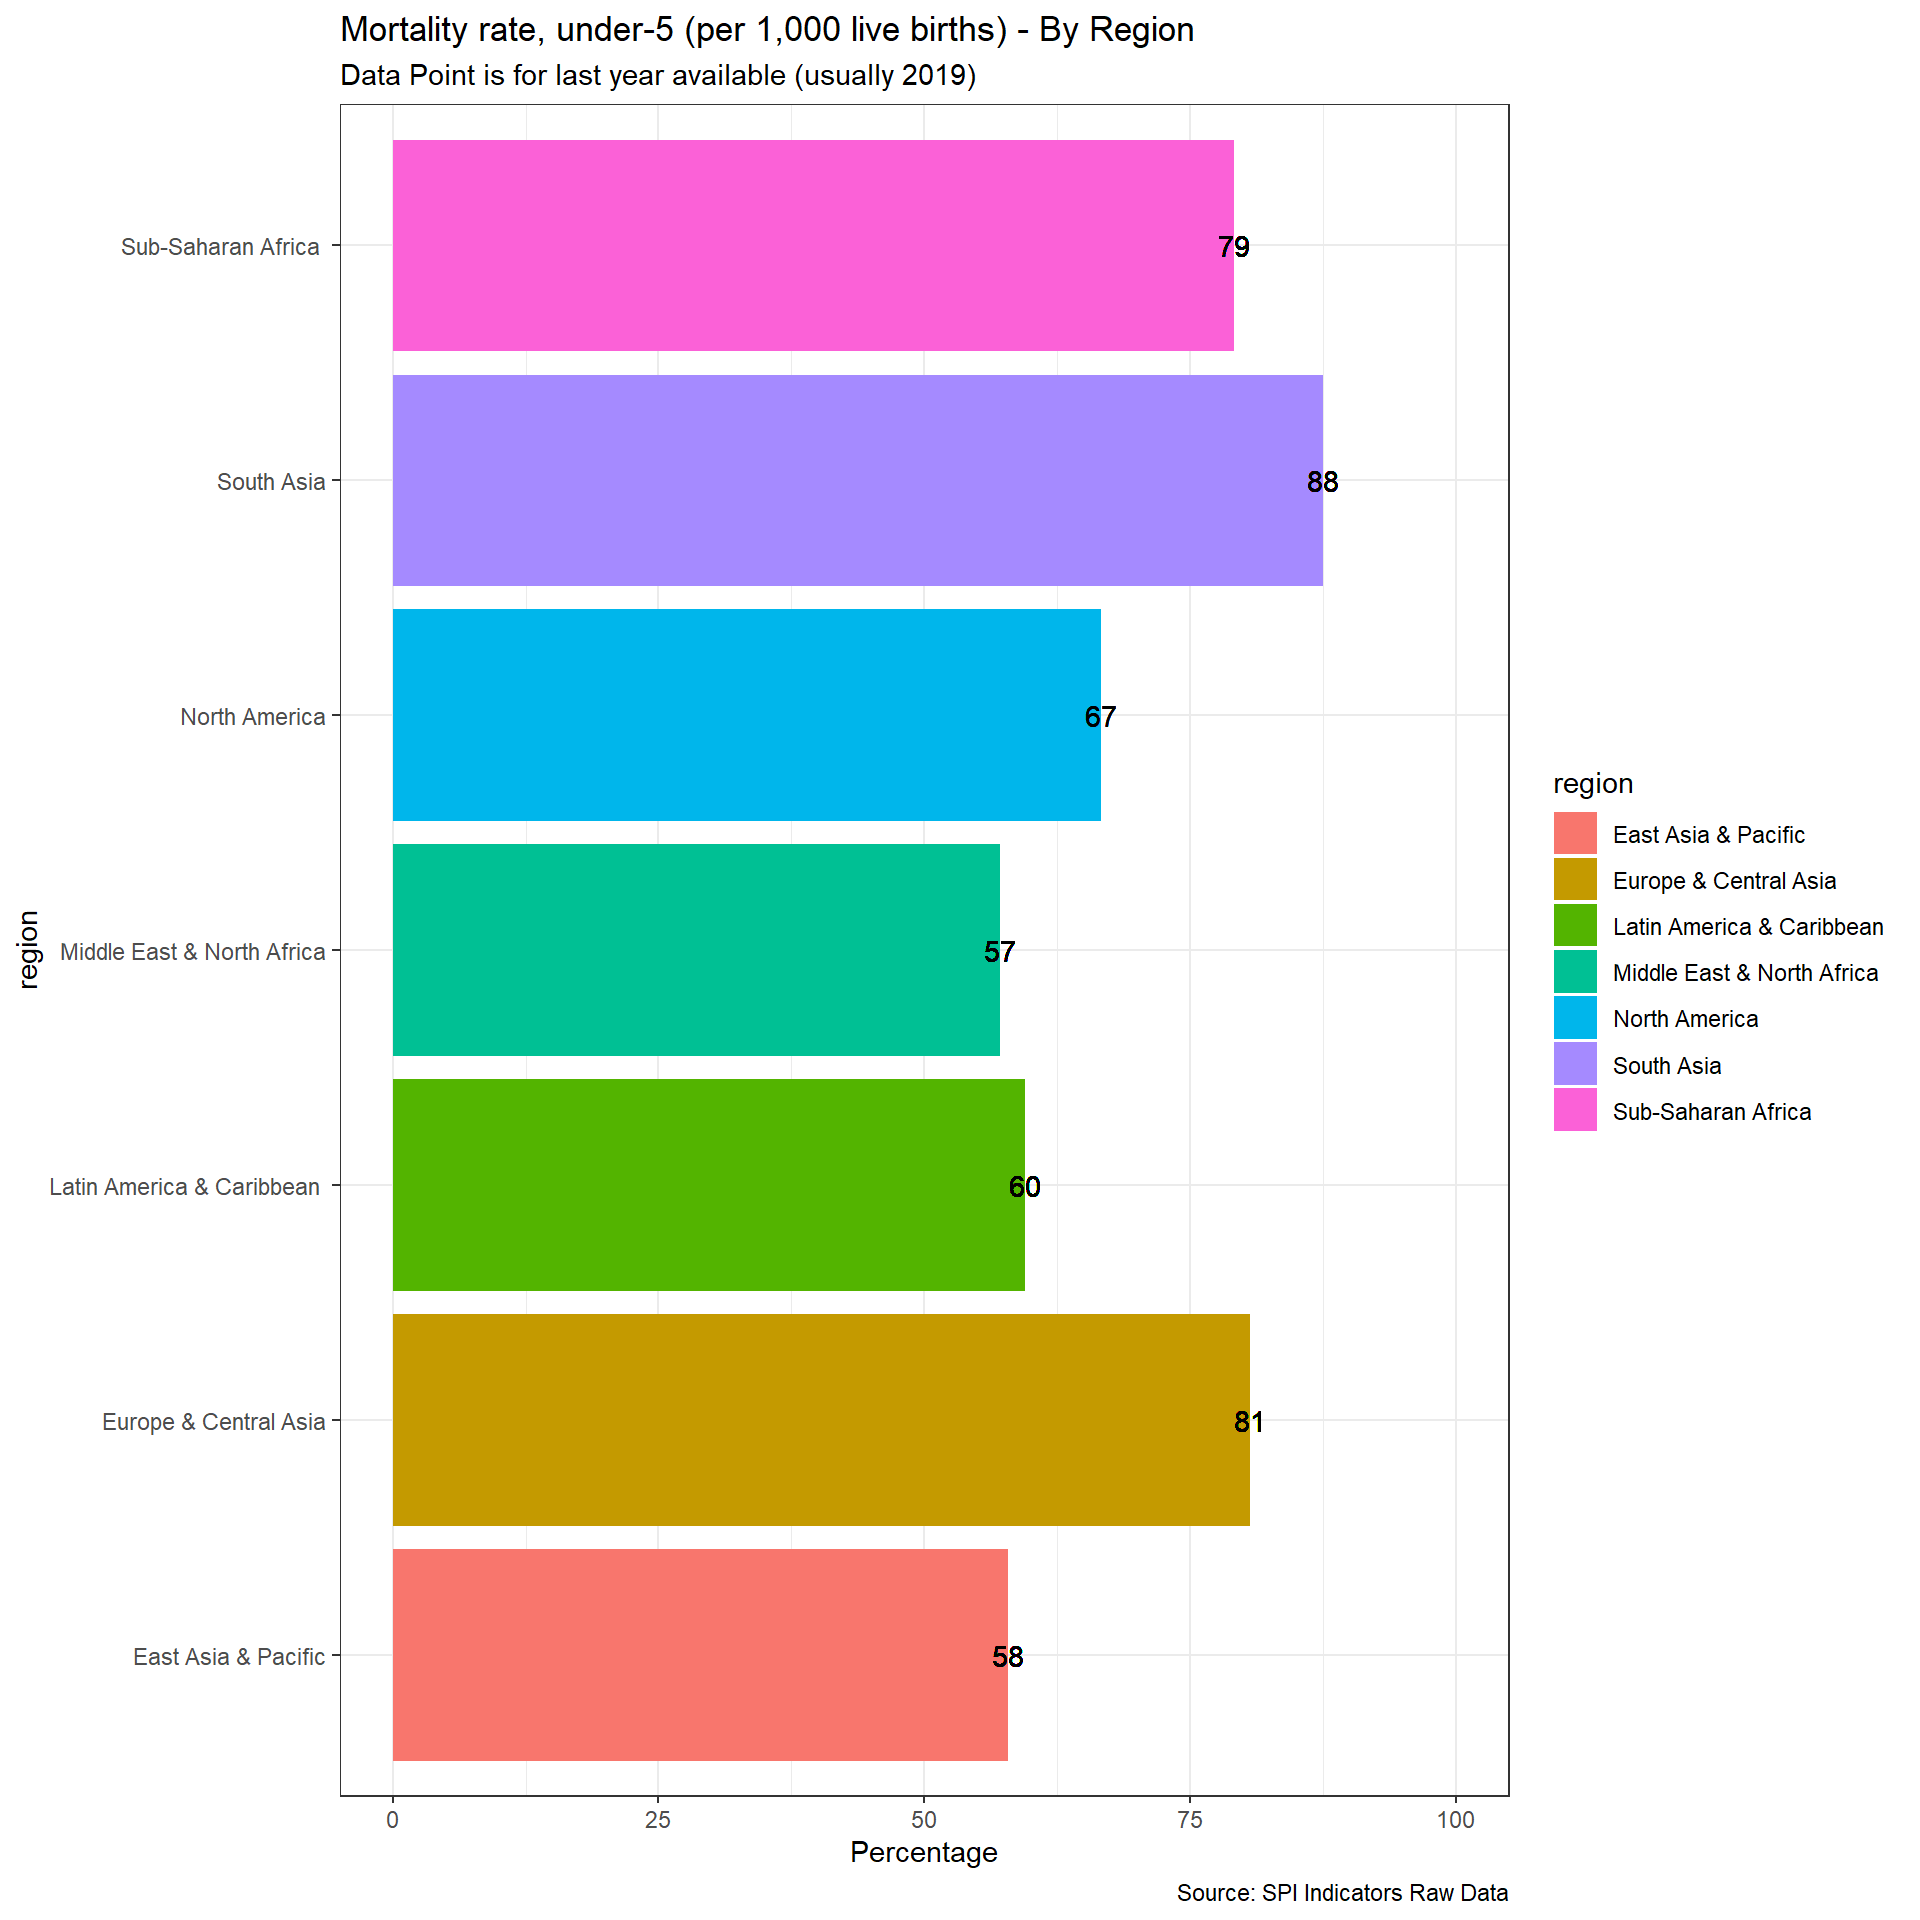 Mortality rate, under-5 (per 1,000 live births) - By Region
Data Point is for last year available (usually 2019)
region
Sub-Saharan Africa
79
South Asia
88
North America
67
Middle East & North Africa
57
Latin America & Caribbean
60
Europe & Central Asia
81
East Asia & Pacific
58
0 25 50 75 100
Percentage
Source: SPI Indicators Raw Data
region
East Asia & Pacific
Europe & Central Asia
Latin America & Caribbean
Middle East & North Africa
North America
South Asia
Sub-Saharan Africa